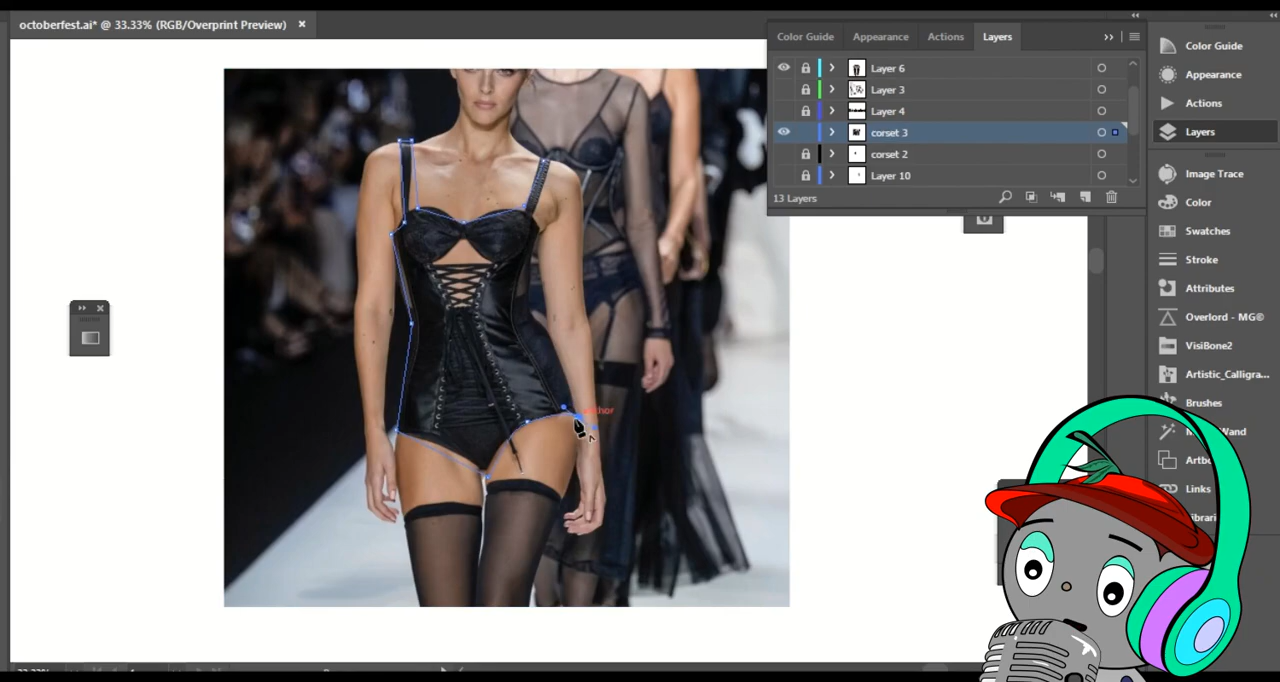 octoberfest.ai* @ 33.33% (RGB/Overprint Preview) ×
Color Guide Appearance Actions Layers
Layer 6
Layer 3
Layer 4
corset 3
corset 2
Layer 10
13 Layers
Color Guide
Appearance
Actions
Layers
Image Trace
Color
Swatches
Stroke
Attributes
Overlord - MG®
VisiBone2
Artistic_Calligra...
Brushes
Links